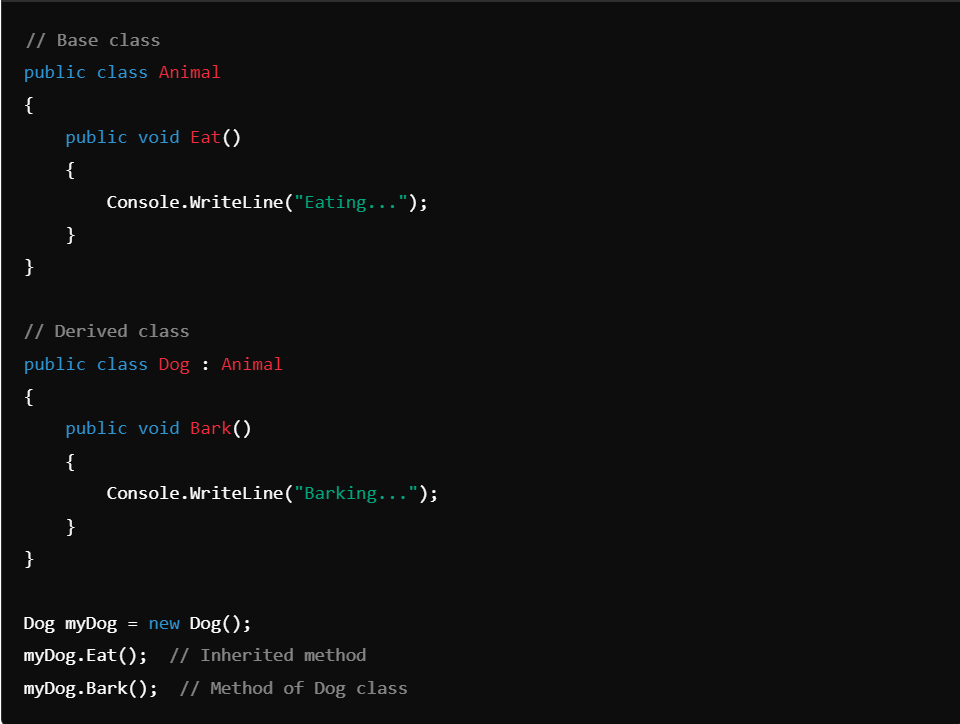 // Base class
public class Animal
{
    public void Eat()
    {
        Console.WriteLine("Eating...");
    }
}

// Derived class
public class Dog : Animal
{
    public void Bark()
    {
        Console.WriteLine("Barking...");
    }
}

Dog myDog = new Dog();
myDog.Eat();  // Inherited method
myDog.Bark();  // Method of Dog class